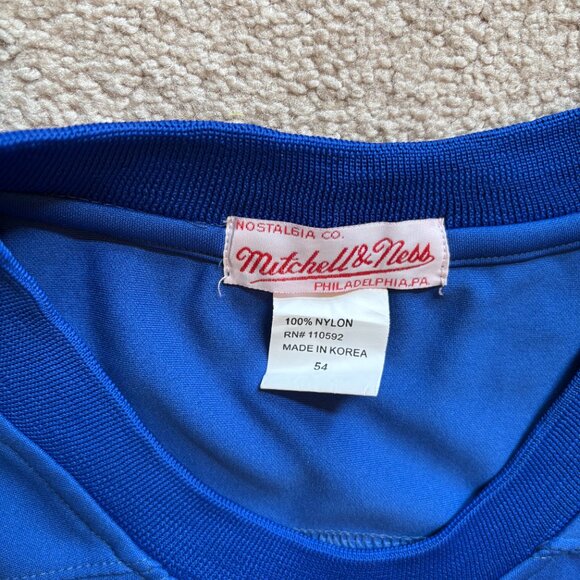 NOSTALGIA CO.
Mitchell & Ness
PHILADELPHIA,PA
100% NYLON
RN# 110592
MADE IN KOREA
54